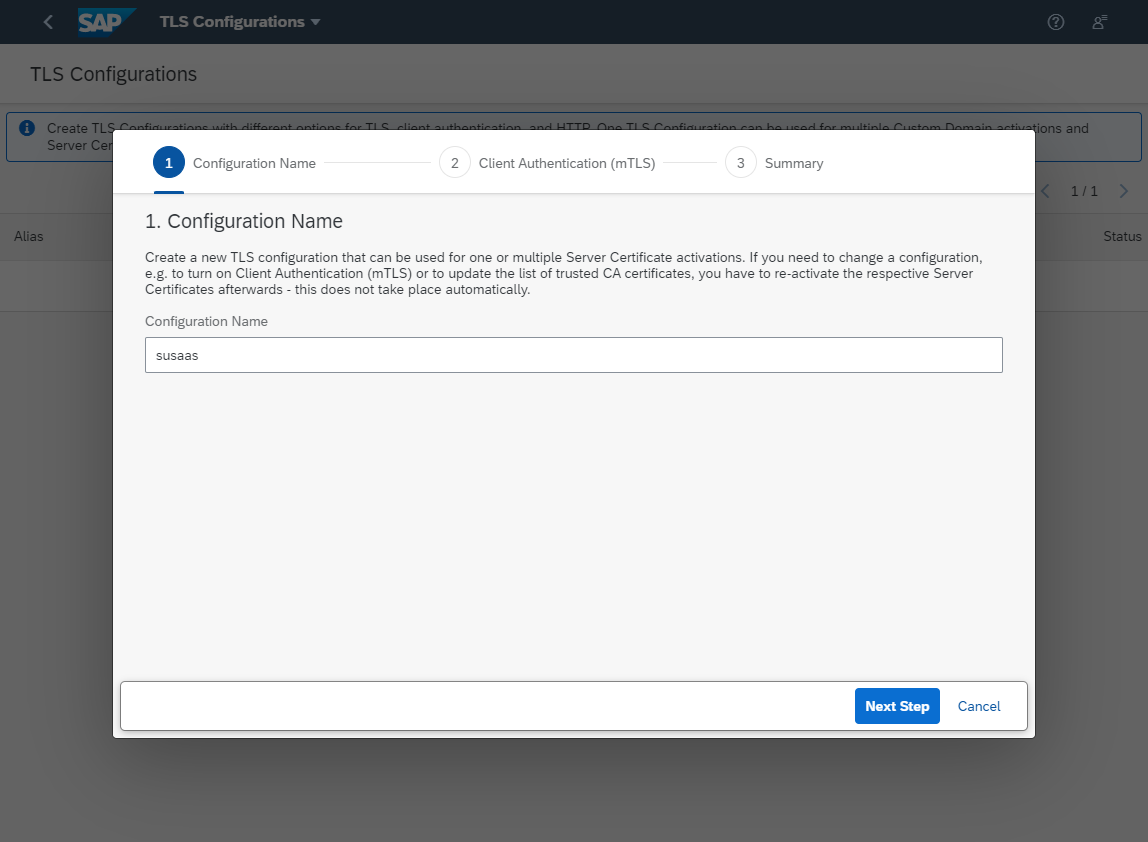 SAP TLS Configurations
TLS Configurations
Create TLS Configurations with different options for TLS, client authentication, and HTTP. One TLS Configuration can be used for multiple Custom Domain activations and
Server Cer
1 Configuration Name 2 Client Authentication (mTLS) 3 Summary
1 / 1
Alias Status
1. Configuration Name
Create a new TLS configuration that can be used for one or multiple Server Certificate activations. If you need to change a configuration,
e.g. to turn on Client Authentication (mTLS) or to update the list of trusted CA certificates, you have to re-activate the respective Server
Certificates afterwards - this does not take place automatically.
Configuration Name
susaas
Next Step Cancel